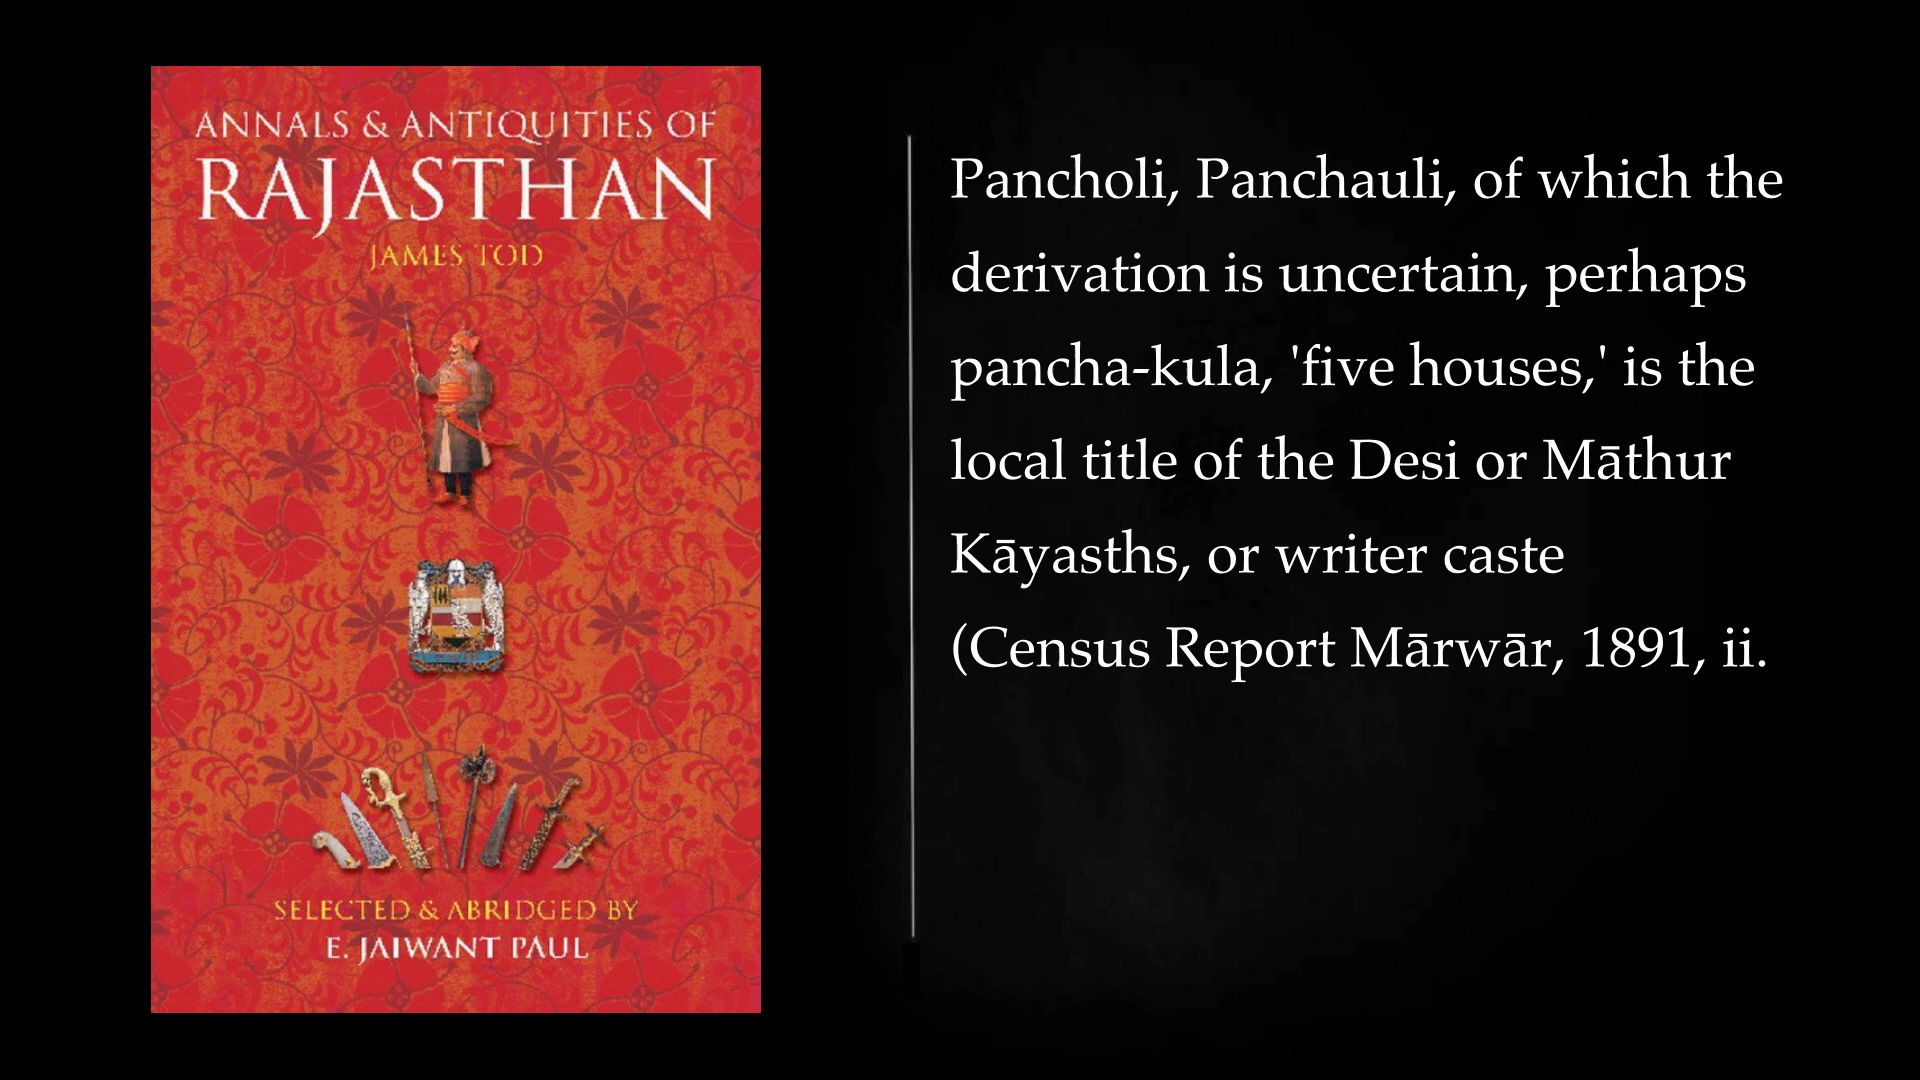 ANNALS & ANTIQUITIES OF
RAJASTHAN
JAMES TOD
SELECTED & ABRIDGED BY
E. JAIWANT PAUL
Pancholi, Panchauli, of which the
derivation is uncertain, perhaps
pancha-kula, 'five houses,' is the
local title of the Desi or Māthur
Kāyasths, or writer caste
(Census Report Mārwār, 1891, ii.